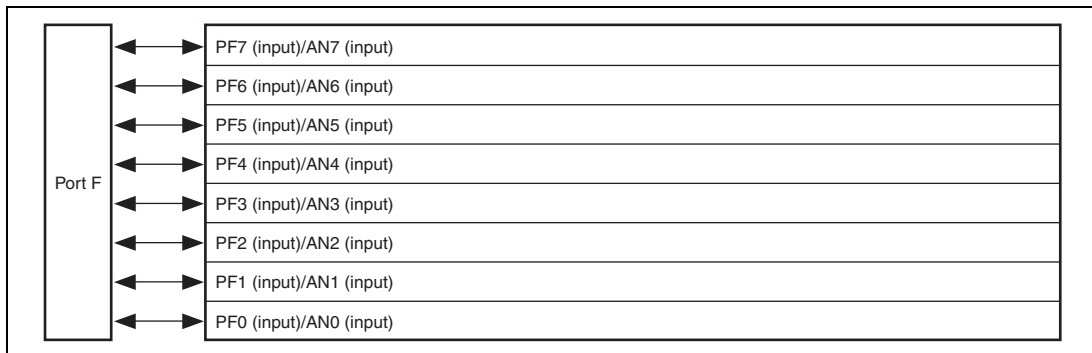 PF7 (input)/AN7 (input)
PF6 (input)/AN6 (input)
PF5 (input)/AN5 (input)
PF4 (input)/AN4 (input)
Port F
PF3 (input)/AN3 (input)
PF2 (input)/AN2 (input)
PF1 (input)/AN1 (input)
PF0 (input)/AN0 (input)